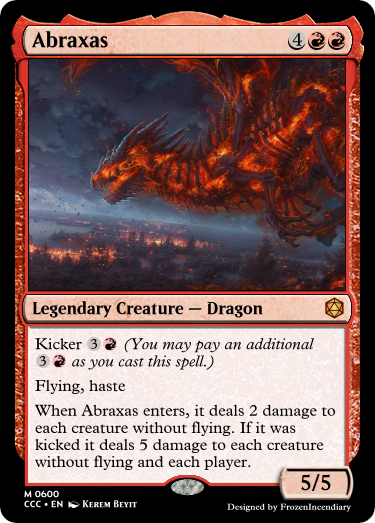 Abraxas 4
Legendary Creature — Dragon
Kicker 3 (You may pay an additional
3 as you cast this spell.)
Flying, haste
When Abraxas enters, it deals 2 damage to
each creature without flying. If it was
kicked it deals 5 damage to each creature
without flying and each player.
5/5
M 0600
CCC • EN Kerem Beyit
Designed by FrozenIncendiary